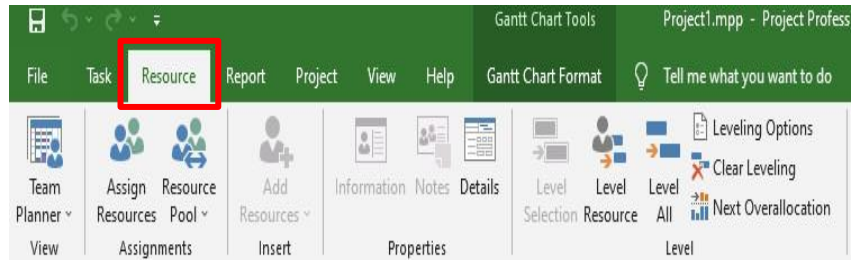 Gantt Chart Tools Project1.mpp - Project Profess
File Task Resource Report Project View Help Gantt Chart Format Tell me what you want to do
Team Planner
Assign Resources
Resource Pool
Add Resources
Information
Notes
Details
Level Selection
Level Resource
Level All
Leveling Options
Clear Leveling
Next Overallocation
View Assignments Insert Properties Level